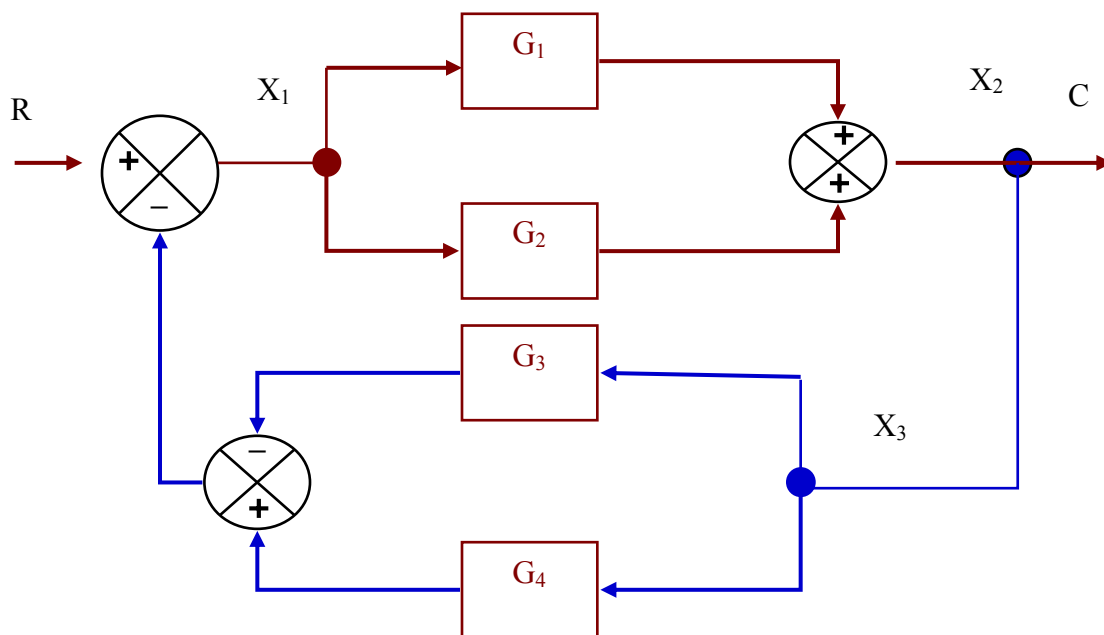 R
X₁
G₁
X₂
C
+
−
+
+
G₂
G₃
−
+
X₃
G₄